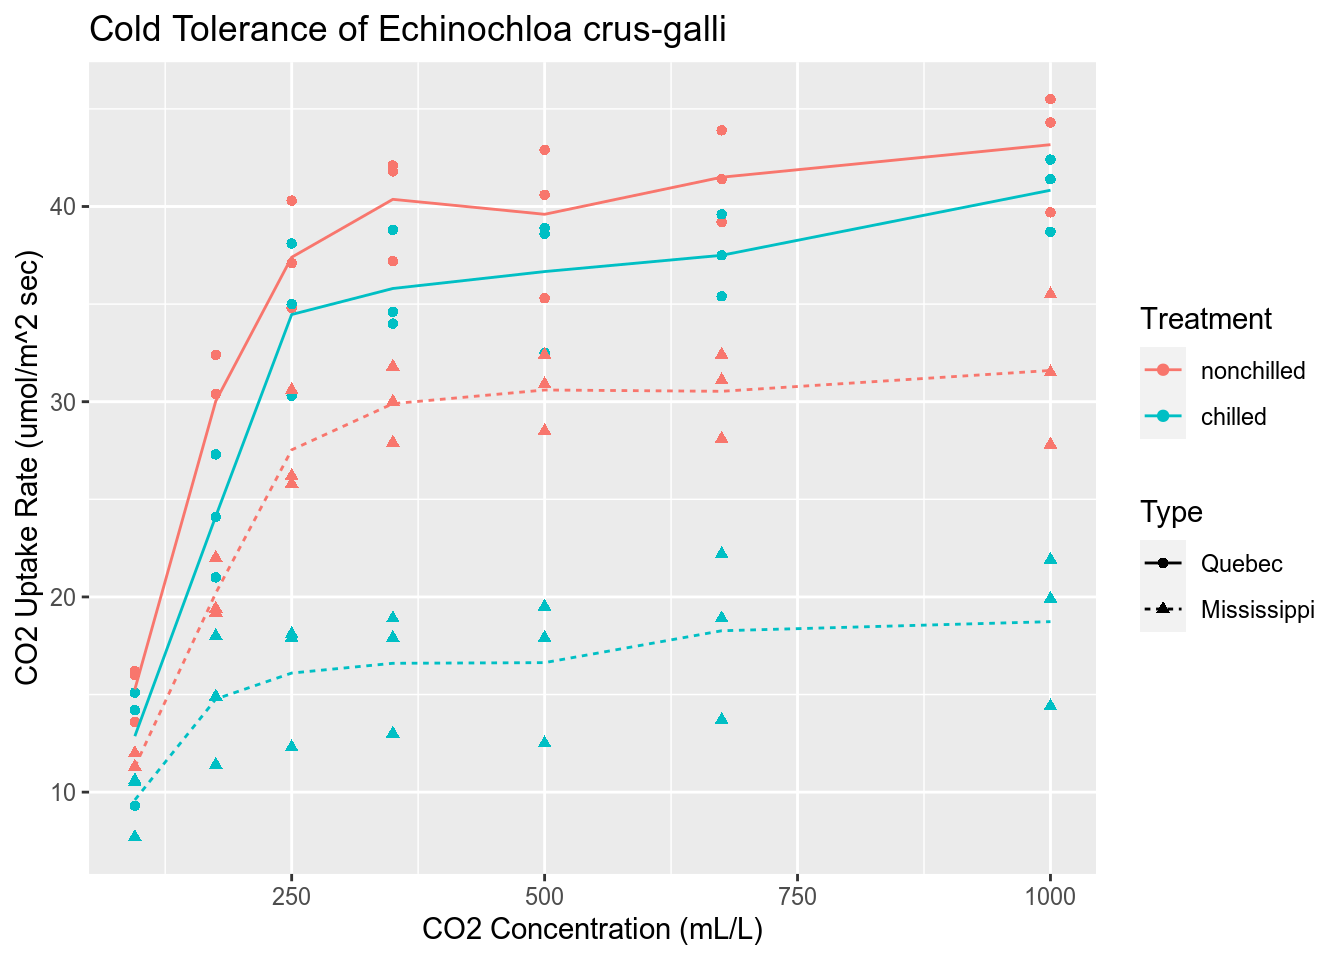 Cold Tolerance of Echinochloa crus-galli
CO2 Uptake Rate (umol/m^2 sec)
40
30
20
10
250
500
750
1000
CO2 Concentration (mL/L)
Treatment
nonchilled
chilled
Type
Quebec
Mississippi